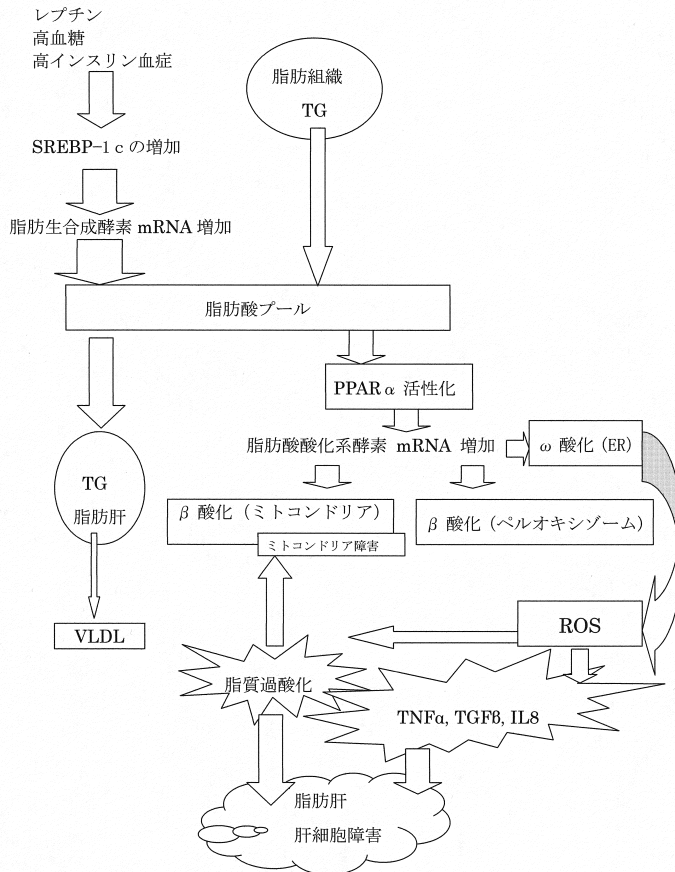 レプチン
高血糖
高インスリン血症
脂肪組織
TG
SREBP-1ｃの増加
脂肪生合成酵素 mRNA 増加
脂肪酸プール
PPARα 活性化
脂肪酸酸化系酵素 mRNA 増加
ω 酸化（ER）
TG
脂肪肝
β 酸化（ミトコンドリア）
ミトコンドリア障害
β 酸化（ペルオキシゾーム）
VLDL
ROS
脂質過酸化
TNFα, TGFβ, IL8
脂肪肝
肝細胞障害